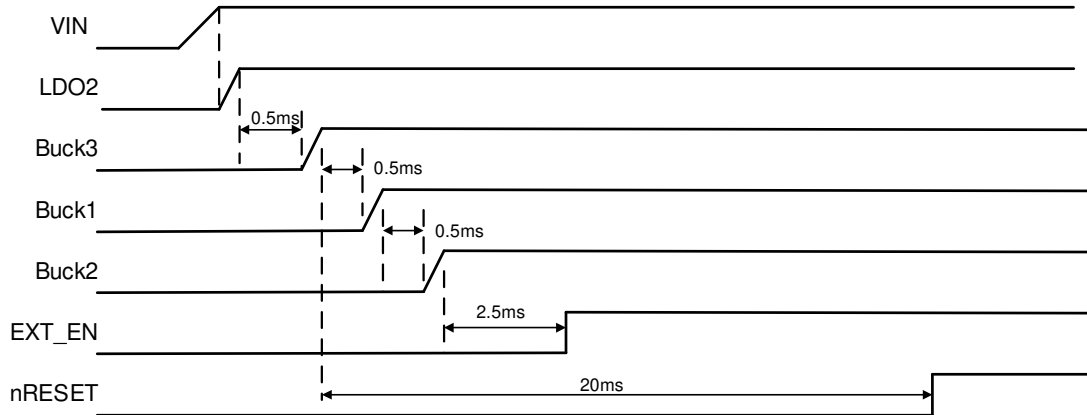 VIN
LDO2
0.5ms
Buck3
0.5ms
Buck1
0.5ms
Buck2
2.5ms
EXT_EN
20ms
nRESET